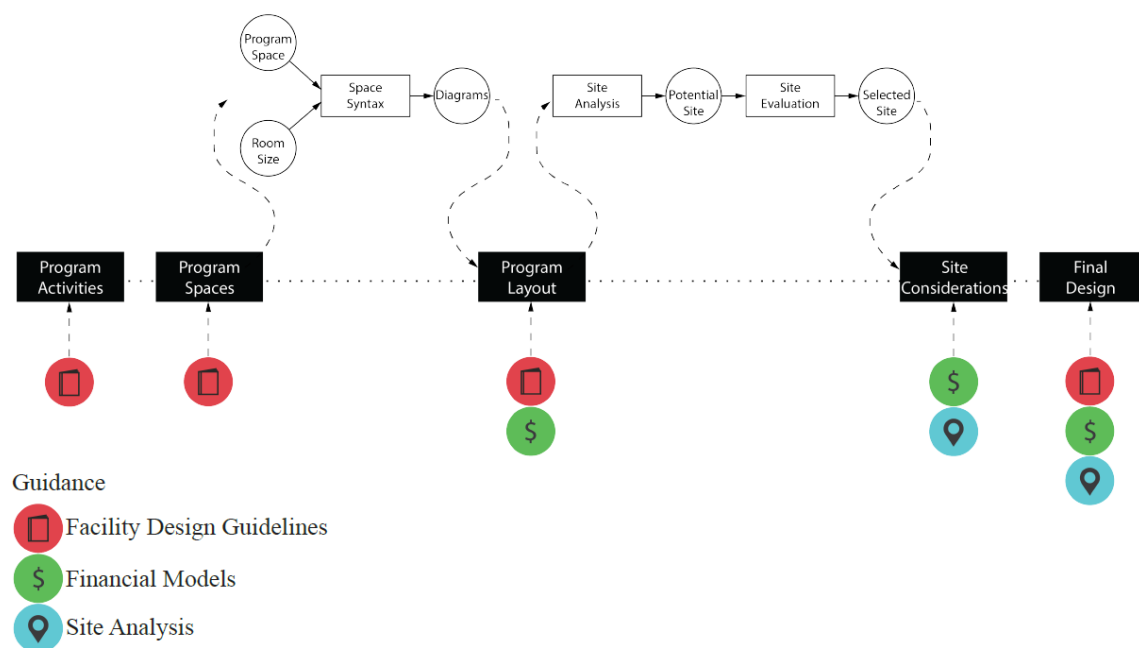 Program
Space
Space
Syntax
Diagrams
Room
Size
Site
Analysis
Potential
Site
Site
Evaluation
Selected
Site
Program
Activities
Program
Spaces
Program
Layout
Site
Considerations
Final
Design
$
$
$
Guidance
Facility Design Guidelines
$ Financial Models
Site Analysis